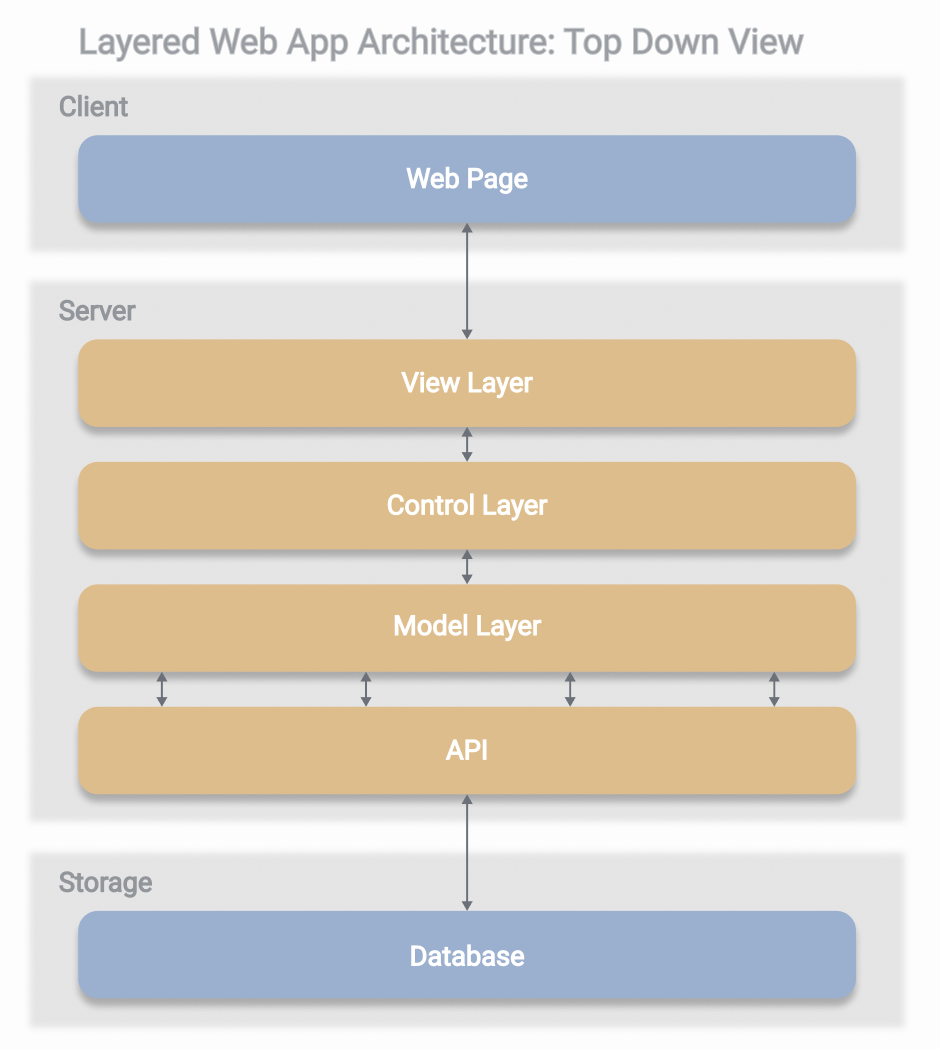 Layered Web App Architecture: Top Down View
Client
Web Page
Server
View Layer
Control Layer
Model Layer
API
Storage
Database